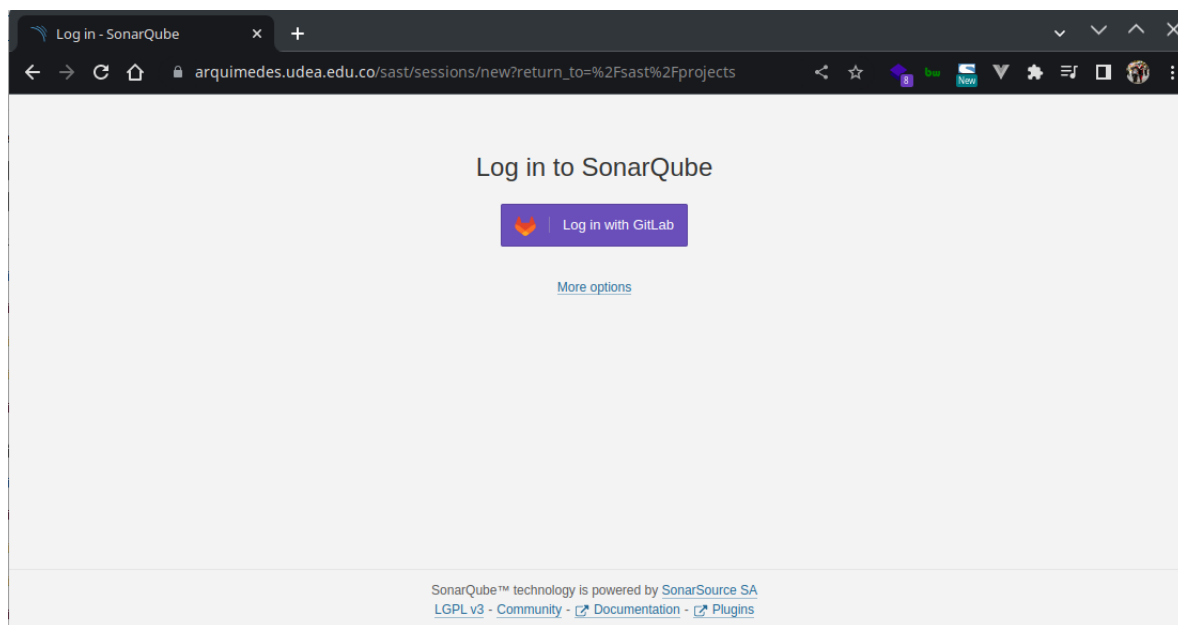 Log in - SonarQube
arquimedes.udea.edu.co/sast/sessions/new?return_to=%2Fsast%2Fprojects
8
bw
New
Log in to SonarQube
Log in with GitLab
More options
SonarQube™ technology is powered by SonarSource SA
LGPL v3 - Community - Documentation - Plugins